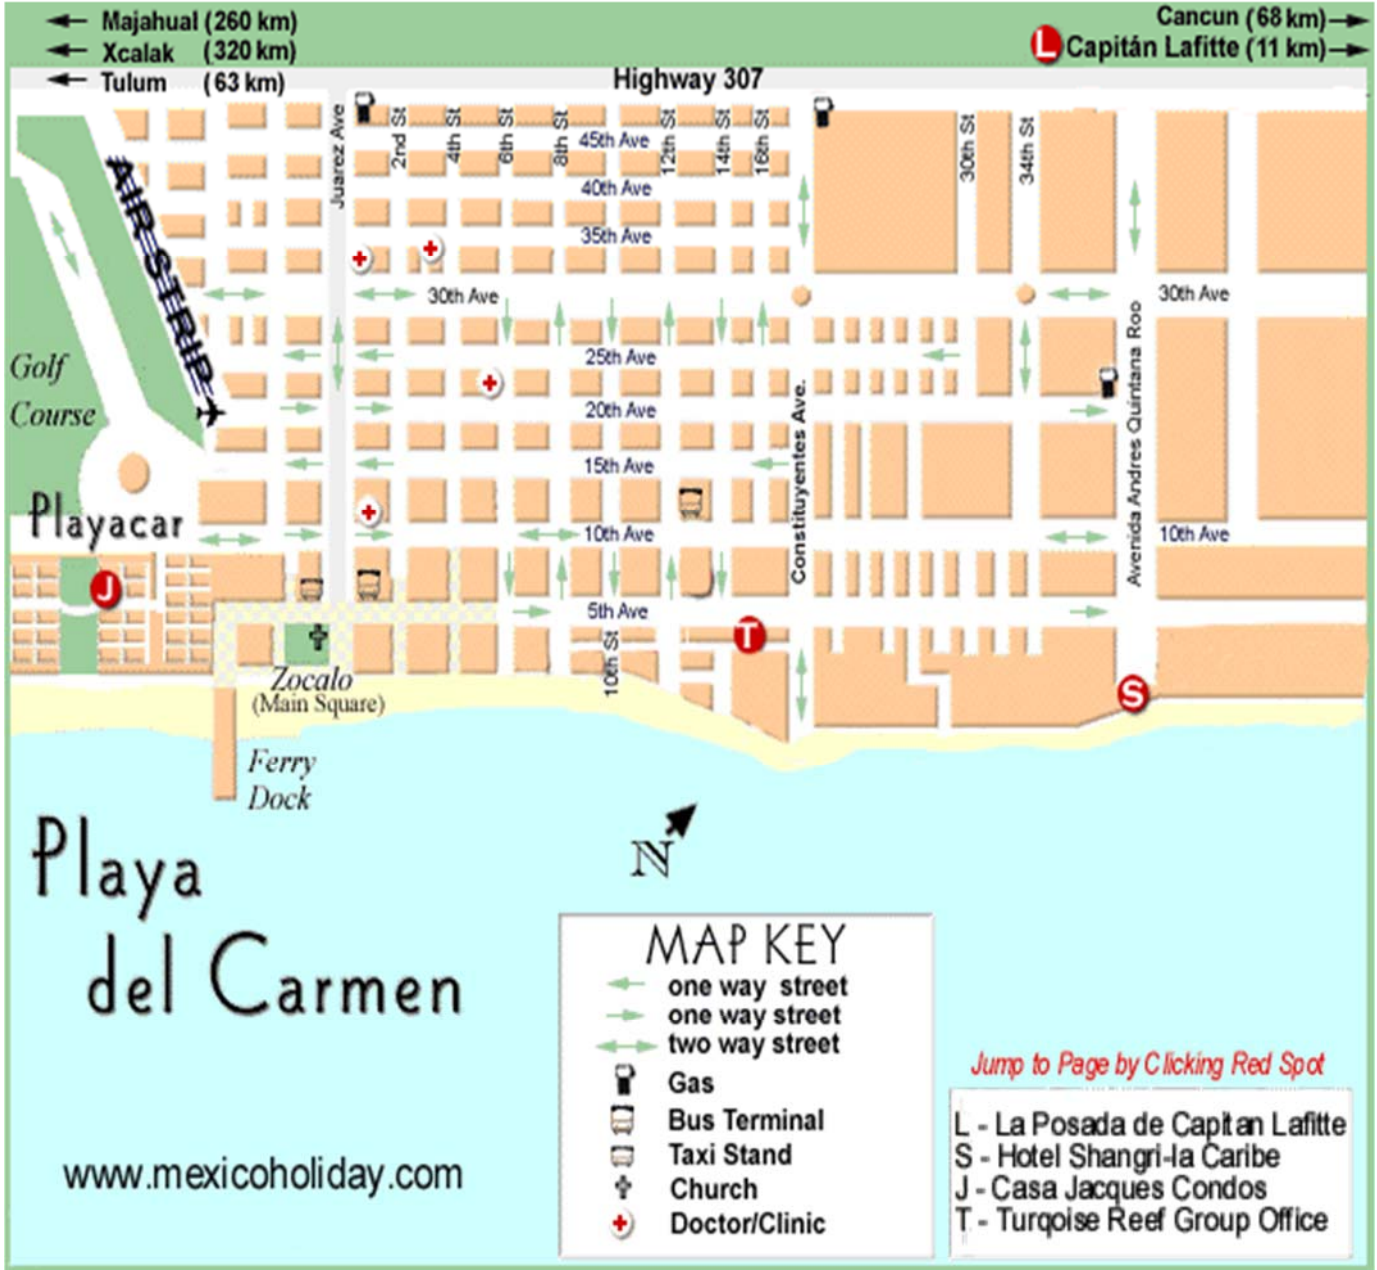 Majahual (260 km)
Xcalak (320 km)
Tulum (63 km)
Cancun (68 km)
L Capitán Lafitte (11 km)
Highway 307
Juarez Ave
2nd St
4th St
6th St
8th St
12th St
14th St
16th St
30th St
34th St
45th Ave
40th Ave
35th Ave
30th Ave
30th Ave
25th Ave
20th Ave
15th Ave
10th Ave
10th Ave
5th Ave
10th St
Constituyentes Ave.
Avenida Andres Quintana Roo
AIR STRIP
Golf
Course
Playacar
J
T
S
Zocalo
(Main Square)
Ferry
Dock
N
Playa
del Carmen
www.mexicoholiday.com
MAP KEY
one way street
one way street
two way street
Gas
Bus Terminal
Taxi Stand
Church
Doctor/Clinic
Jump to Page by Clicking Red Spot
L - La Posada de Capitan Lafitte
S - Hotel Shangri-la Caribe
J - Casa Jacques Condos
T - Turqoise Reef Group Office